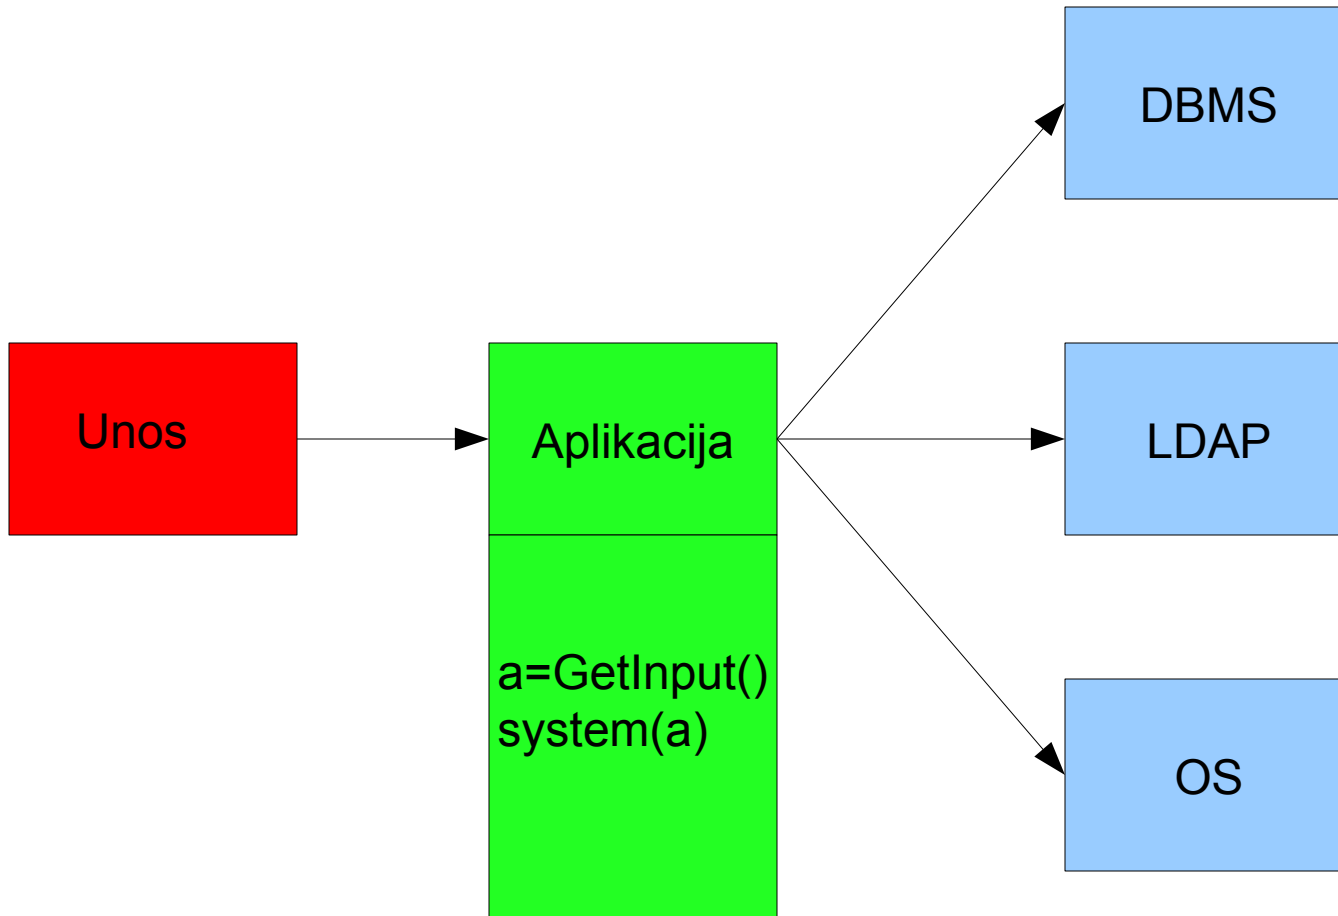 DBMS
Unos
Aplikacija
LDAP
a=GetInput()
system(a)
OS